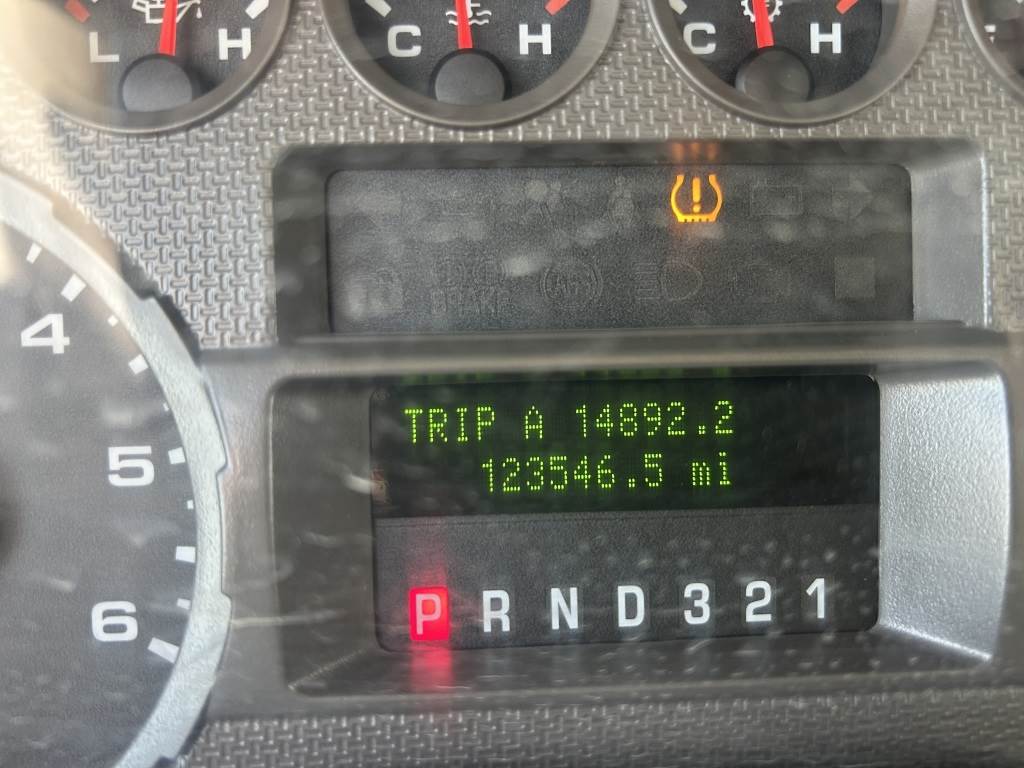 L H
C H
C H
4
BRAKE
TRIP A 14892.2
123546.5 mi
5
P R N D 3 2 1
6